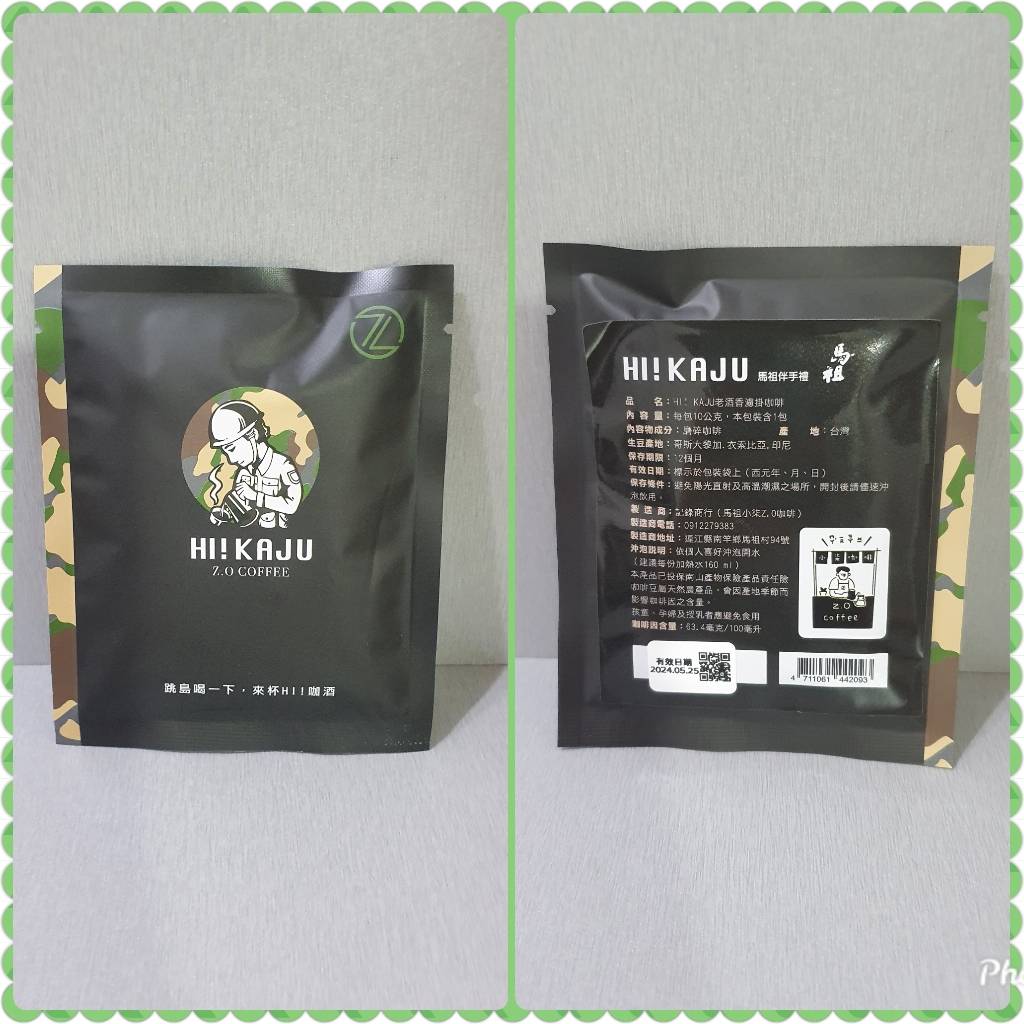 HI!KAJU
Z.O COFFEE
跳島喝一下,來杯HI!!咖酒
HI!KAJU 馬祖伴手禮 馬祖
品 名:HI! KAJU老酒香濾掛咖啡
內 容 量:每包10公克,本包裝含1包
內容物成分:磨碎咖啡 產 地:台灣
生豆產地:哥斯大黎加.衣索比亞.印尼
保存期限:12個月
有效日期:標示於包裝袋上(西元年、月、日)
保存條件:避免陽光直射及高溫潮濕之場所,開封後請儘速沖
泡飲用。
製 造 商:記錄商行(馬祖小柒Z.O咖啡)
製造商電話:0912279383
製造商地址:連江縣南竿鄉馬祖村94號
沖泡說明:依個人喜好沖泡開水
(建議每份加熱水160 ml)
本產品已投保南山產物保險產品責任險
咖啡豆屬天然農產品,會因產地季節而
影響咖啡因之含量。
孩童、孕婦及授乳者應避免食用
咖啡因含量:63.4毫克/100毫升
小柒咖啡
Z.O
coffee
有效日期
2024.05.25
4 711061 442093